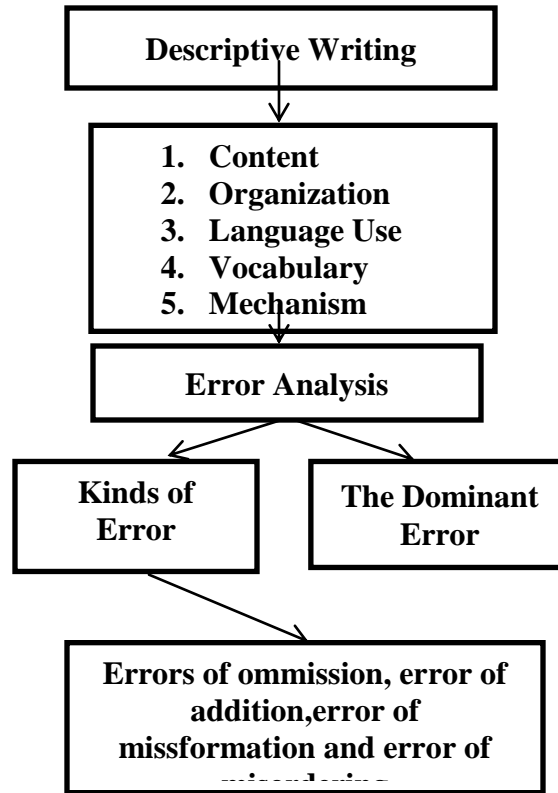 Descriptive Writing
1. Content
2. Organization
3. Language Use
4. Vocabulary
5. Mechanism
Error Analysis
Kinds of
Error
The Dominant
Error
Errors of ommission, error of
addition,error of
missformation and error of
misordering